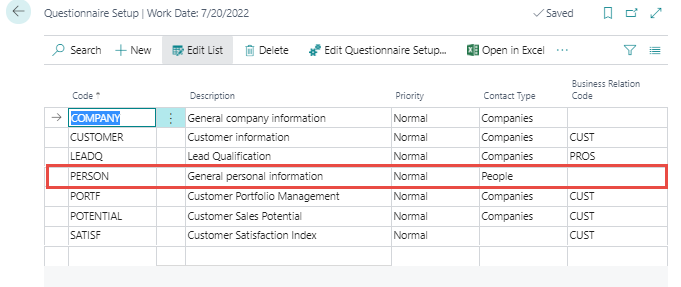 Questionnaire Setup | Work Date: 7/20/2022 Saved
Search New Edit List Delete Edit Questionnaire Setup... Open in Excel ...
Code * Description Priority Contact Type Business Relation Code
COMPANY General company information Normal Companies
CUSTOMER Customer information Normal Companies CUST
LEADQ Lead Qualification Normal Companies PROS
PERSON General personal information Normal People
PORTF Customer Portfolio Management Normal Companies CUST
POTENTIAL Customer Sales Potential Normal Companies CUST
SATISF Customer Satisfaction Index Normal CUST